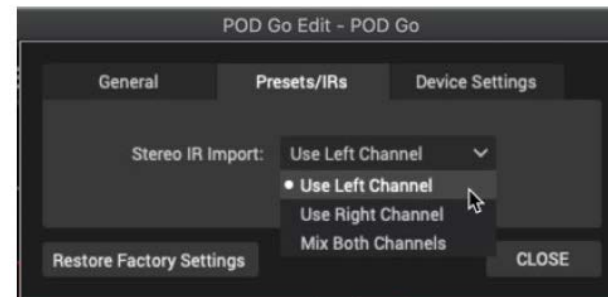 POD Go Edit - POD Go
General Presets/IRs Device Settings
Stereo IR Import: Use Left Channel
Use Left Channel
Use Right Channel
Mix Both Channels
Restore Factory Settings CLOSE